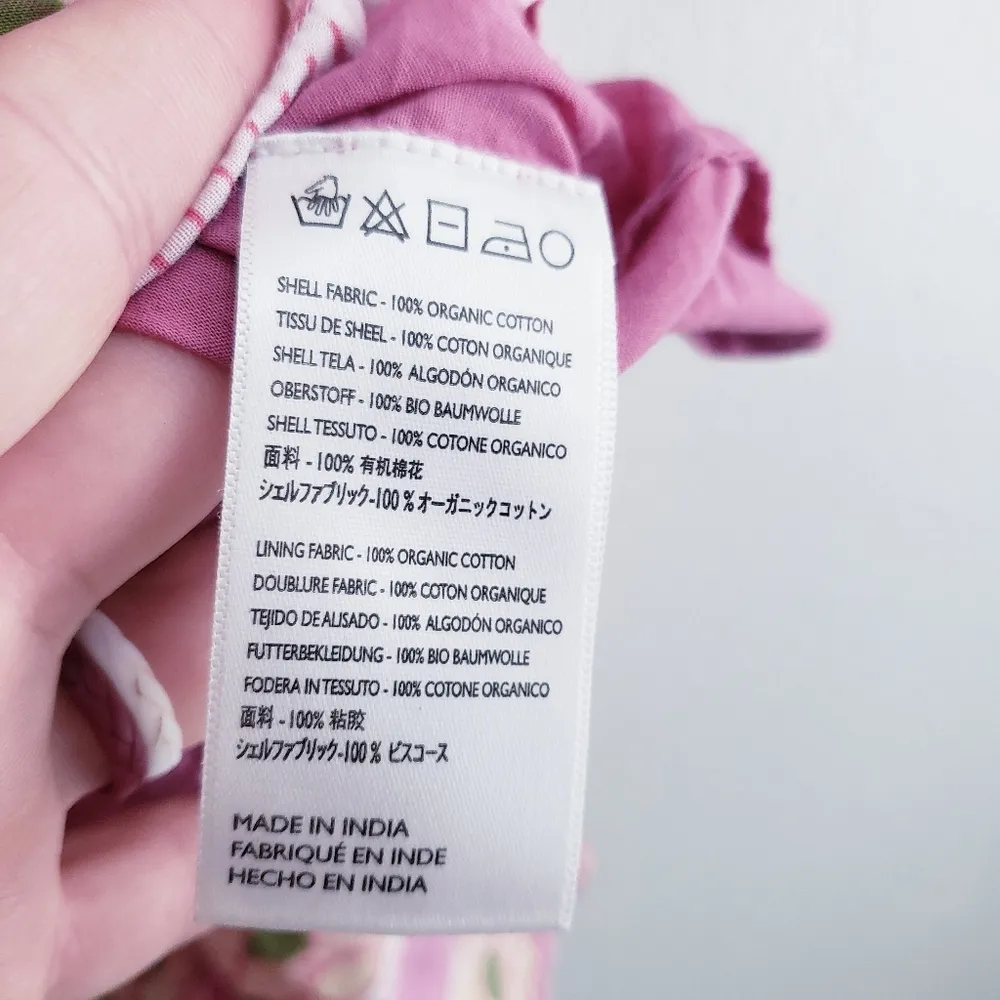 SHELL FABRIC - 100% ORGANIC COTTON
TISSU DE SHEEL - 100% COTON ORGANIQUE
SHELL TELA - 100% ALGODÓN ORGANICO
OBERSTOFF - 100% BIO BAUMWOLLE
SHELL TESSUTO - 100% COTONE ORGANICO
面料 - 100% 有机棉花
シェルファブリック-100 % オーガニックコットン
LINING FABRIC - 100% ORGANIC COTTON
DOUBLURE FABRIC - 100% COTON ORGANIQUE
TEJIDO DE ALISADO - 100% ALGODÓN ORGANICO
FUTTERBEKLEIDUNG - 100% BIO BAUMWOLLE
FODERA IN TESSUTO - 100% COTONE ORGANICO
面料 - 100% 粘胶
シェルファブリック-100 % ビスコース
MADE IN INDIA
FABRIQUÉ EN INDE
HECHO EN INDIA